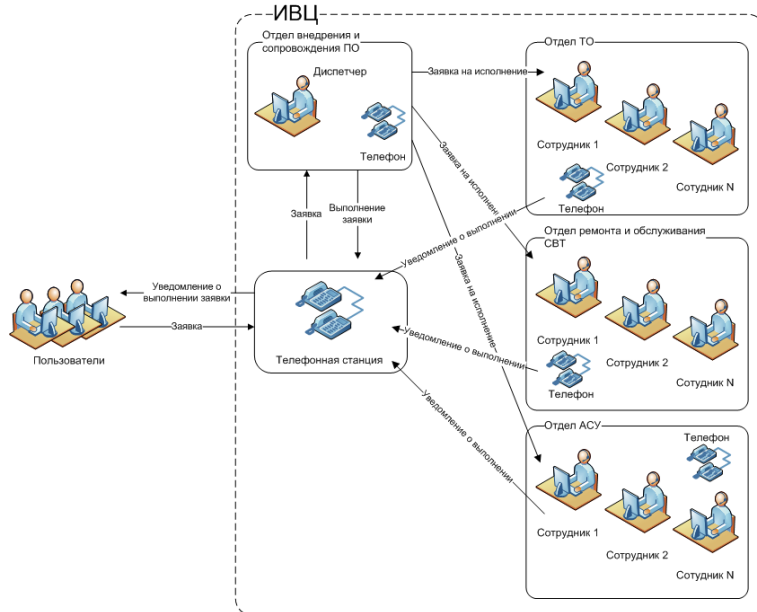 ИВЦ
Отдел внедрения и
сопровождения ПО
Диспетчер
Телефон
Заявка на исполнение
Отдел ТО
Сотрудник 1
Сотрудник 2
Сотудник N
Телефон
Заявка
Выполнение
заявки
Заявка на исполнение
Уведомление о выполнении
Заявка на исполнение
Отдел ремонта и обслуживания
СВТ
Сотрудник 1
Сотрудник 2
Сотудник N
Телефон
Уведомление о
выполнении заявки
Заявка
Пользователи
Телефонная станция
Уведомление о выполнении
Уведомление о выполнении
Отдел АСУ
Телефон
Сотрудник 1
Сотрудник 2
Сотудник N